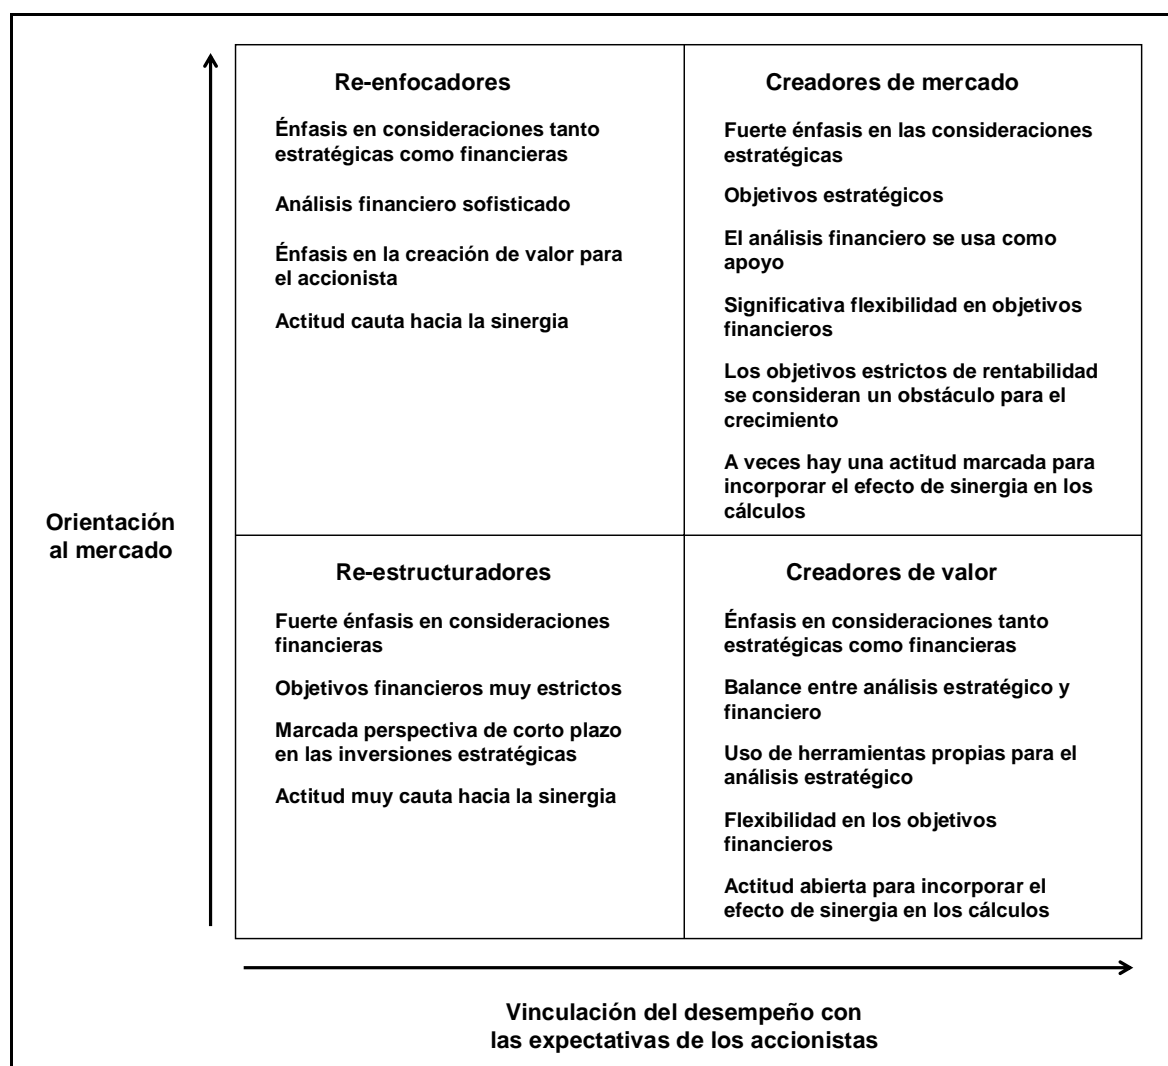 Re-enfocadores
Énfasis en consideraciones tanto
estratégicas como financieras
Análisis financiero sofisticado
Énfasis en la creación de valor para
el accionista
Actitud cauta hacia la sinergia
Creadores de mercado
Fuerte énfasis en las consideraciones
estratégicas
Objetivos estratégicos
El análisis financiero se usa como
apoyo
Significativa flexibilidad en objetivos
financieros
Los objetivos estrictos de rentabilidad
se consideran un obstáculo para el
crecimiento
A veces hay una actitud marcada para
incorporar el efecto de sinergia en los
cálculos
Orientación
al mercado
Re-estructuradores
Fuerte énfasis en consideraciones
financieras
Objetivos financieros muy estrictos
Marcada perspectiva de corto plazo
en las inversiones estratégicas
Actitud muy cauta hacia la sinergia
Creadores de valor
Énfasis en consideraciones tanto
estratégicas como financieras
Balance entre análisis estratégico y
financiero
Uso de herramientas propias para el
análisis estratégico
Flexibilidad en los objetivos
financieros
Actitud abierta para incorporar el
efecto de sinergia en los cálculos
Vinculación del desempeño con
las expectativas de los accionistas